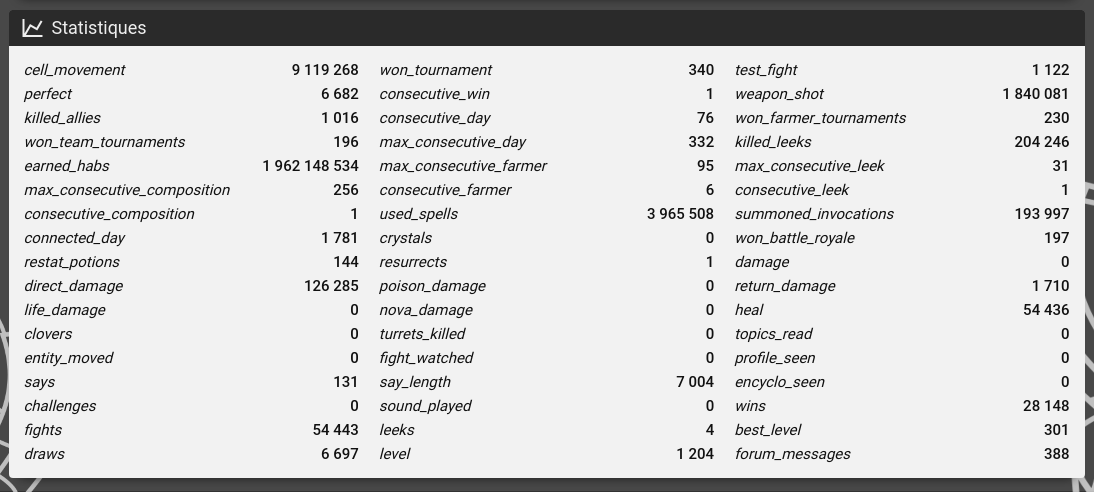 Statistiques
cell_movement 9 119 268 won_tournament 340 test_fight 1 122
perfect 6 682 consecutive_win 1 weapon_shot 1 840 081
killed_allies 1 016 consecutive_day 76 won_farmer_tournaments 230
won_team_tournaments 196 max_consecutive_day 332 killed_leeks 204 246
earned_habs 1 962 148 534 max_consecutive_farmer 95 max_consecutive_leek 31
max_consecutive_composition 256 consecutive_farmer 6 consecutive_leek 1
consecutive_composition 1 used_spells 3 965 508 summoned_invocations 193 997
connected_day 1 781 crystals 0 won_battle_royale 197
restat_potions 144 resurrects 1 damage 0
direct_damage 126 285 poison_damage 0 return_damage 1 710
life_damage 0 nova_damage 0 heal 54 436
clovers 0 turrets_killed 0 topics_read 0
entity_moved 0 fight_watched 0 profile_seen 0
says 131 say_length 7 004 encyclo_seen 0
challenges 0 sound_played 0 wins 28 148
fights 54 443 leeks 4 best_level 301
draws 6 697 level 1 204 forum_messages 388